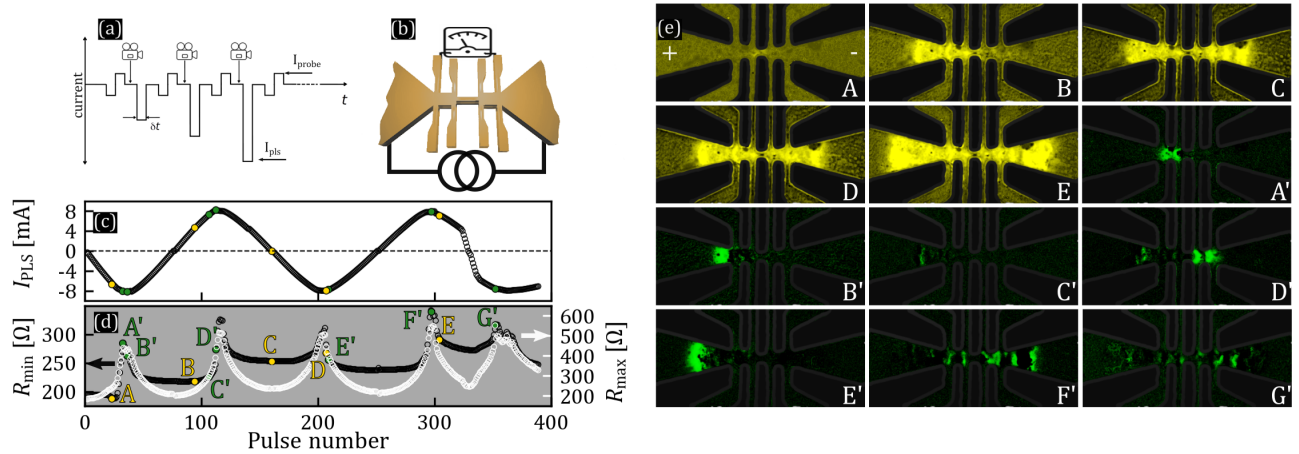 (a)
I_probe
current
t
δt
I_pls
(b)
(c)
I_PLS [mA]
8
4
0
-4
-8
(d)
R_min [Ω]
300
250
200
R_max [Ω]
600
500
400
300
200
A'
B'
A
B
D'
C'
C
D
E'
F'
E
G'
0
100
200
300
400
Pulse number
(e)
+
-
A
B
C
D
E
A'
B'
C'
D'
E'
F'
G'